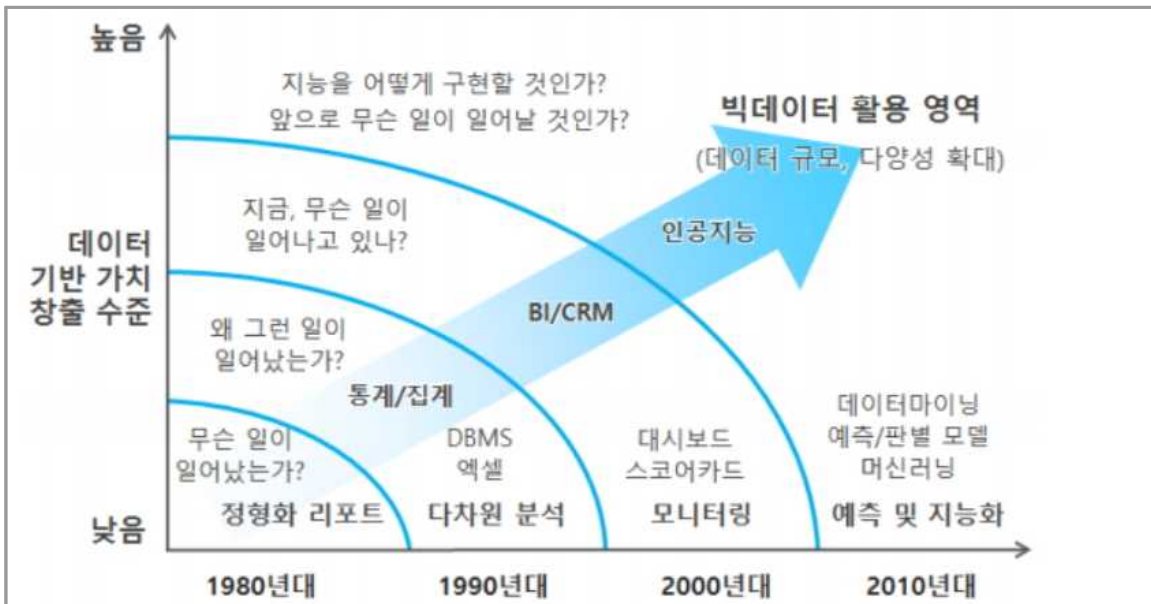 높음
지능을 어떻게 구현할 것인가?
앞으로 무슨 일이 일어날 것인가?
빅데이터 활용 영역
(데이터 규모, 다양성 확대)
지금, 무슨 일이
일어나고 있나?
인공지능
데이터
기반 가치
창출 수준
BI/CRM
왜 그런 일이
일어났는가?
통계/집계
무슨 일이
일어났는가?
DBMS
엑셀
대시보드
스코어카드
데이터마이닝
예측/판별 모델
머신러닝
낮음
정형화 리포트
다차원 분석
모니터링
예측 및 지능화
1980년대
1990년대
2000년대
2010년대